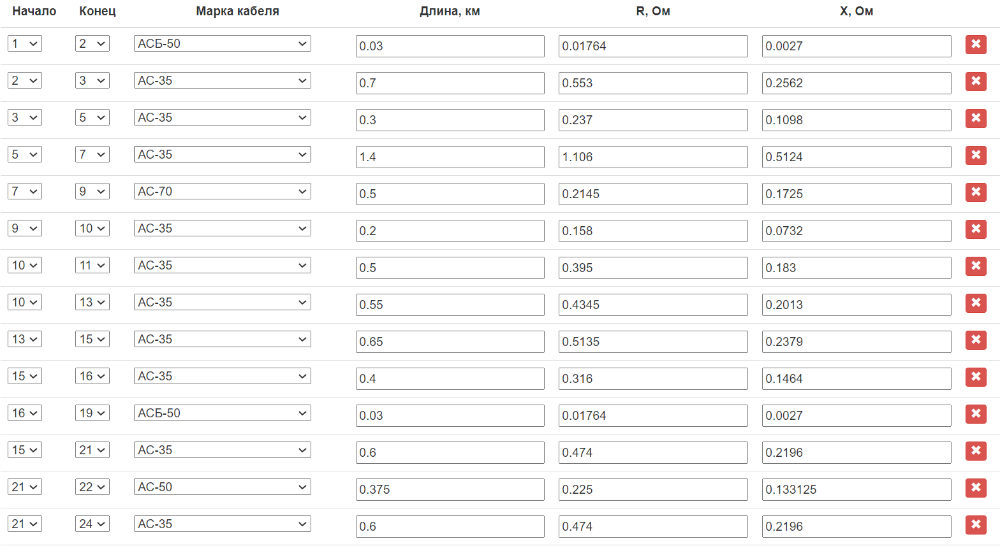 Начало Конец Марка кабеля Длина, км R, Ом X, Ом
1 2 АСБ-50 0.03 0.01764 0.0027
2 3 АС-35 0.7 0.553 0.2562
3 5 АС-35 0.3 0.237 0.1098
5 7 АС-35 1.4 1.106 0.5124
7 9 АС-70 0.5 0.2145 0.1725
9 10 АС-35 0.2 0.158 0.0732
10 11 АС-35 0.5 0.395 0.183
10 13 АС-35 0.55 0.4345 0.2013
13 15 АС-35 0.65 0.5135 0.2379
15 16 АС-35 0.4 0.316 0.1464
16 19 АСБ-50 0.03 0.01764 0.0027
15 21 АС-35 0.6 0.474 0.2196
21 22 АС-50 0.375 0.225 0.133125
21 24 АС-35 0.6 0.474 0.2196